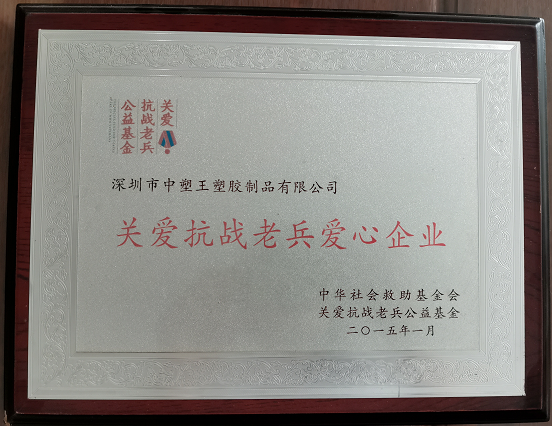 关爱
抗战老兵
公益基金
深圳市中塑王塑胶制品有限公司
关爱抗战老兵爱心企业
中华社会救助基金会
关爱抗战老兵公益基金
二〇一五年一月